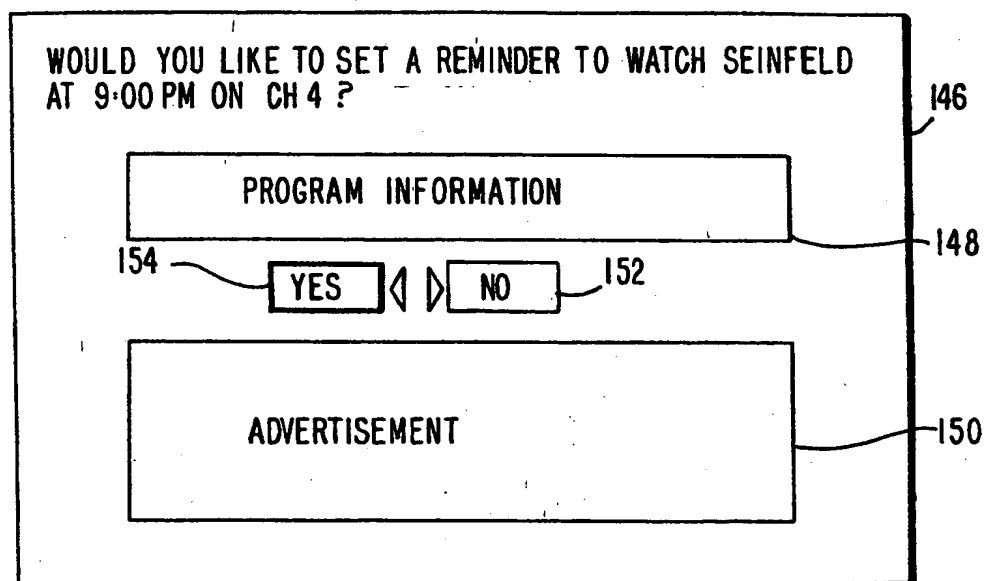 WOULD YOU LIKE TO SET A REMINDER TO WATCH SEINFELD
AT 9:00 PM ON CH 4 ?
146
PROGRAM INFORMATION
148
154
YES
NO
152
ADVERTISEMENT
150